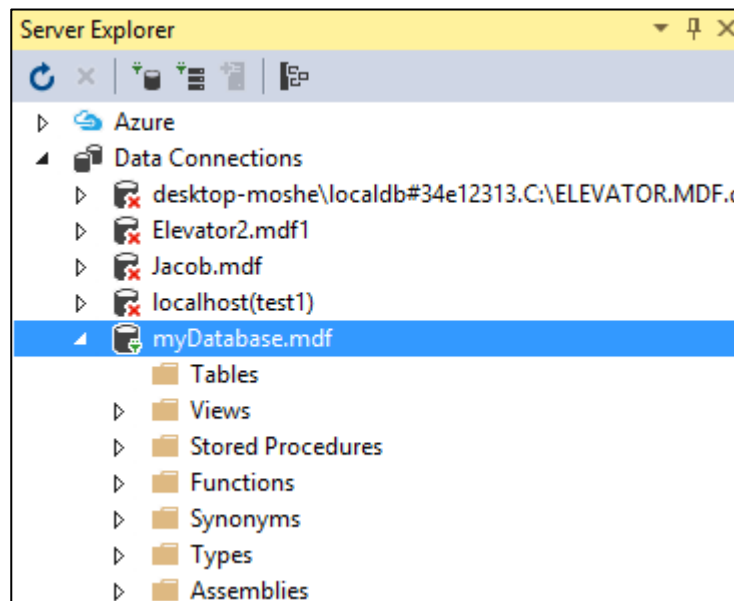 Server Explorer
Azure
Data Connections
desktop-moshe\localdb#34e12313.C:\ELEVATOR.MDF.
Elevator2.mdf1
Jacob.mdf
localhost(test1)
myDatabase.mdf
Tables
Views
Stored Procedures
Functions
Synonyms
Types
Assemblies